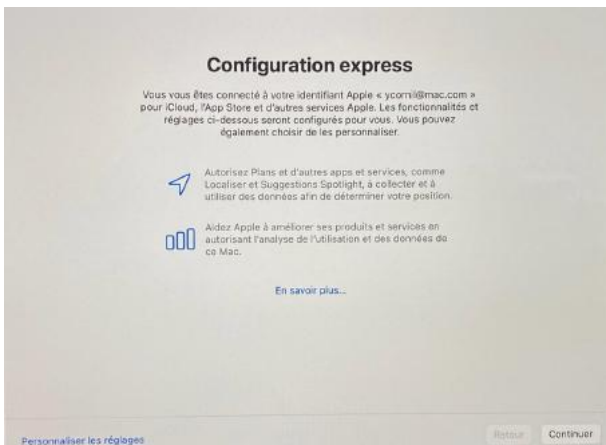 Configuration express
Vous vous êtes connecté à votre identifiant Apple « ycornil@mac.com »
pour iCloud, l'App Store et d'autres services Apple. Les fonctionnalités et
réglages ci-dessous seront configurés pour vous. Vous pouvez
également choisir de les personnaliser.
Autorisez Plans et d'autres apps et services, comme
Localiser et Suggestions Spotlight, à collecter et à
utiliser des données afin de déterminer votre position.
Aidez Apple à améliorer ses produits et services en
autorisant l'analyse de l'utilisation et des données de
ce Mac.
En savoir plus...
Personnaliser les réglages
Retour
Continuer